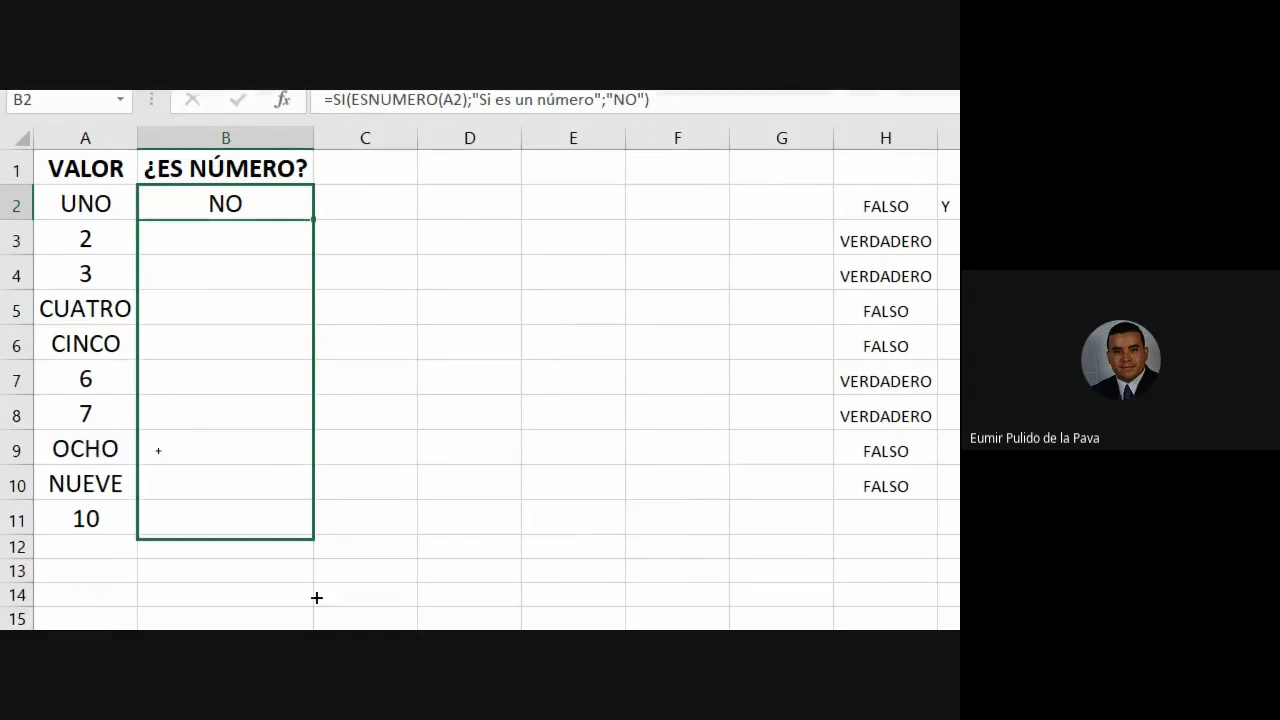 B2 fx =SI(ESNUMERO(A2);"Si es un número";"NO")
A B C D E F G H
1 VALOR ¿ES NÚMERO?
2 UNO NO FALSO Y
3 2 VERDADERO
4 3 VERDADERO
5 CUATRO FALSO
6 CINCO FALSO
7 6 VERDADERO
8 7 VERDADERO
9 OCHO FALSO
10 NUEVE FALSO
11 10
12
13
14
15
Eumir Pulido de la Pava